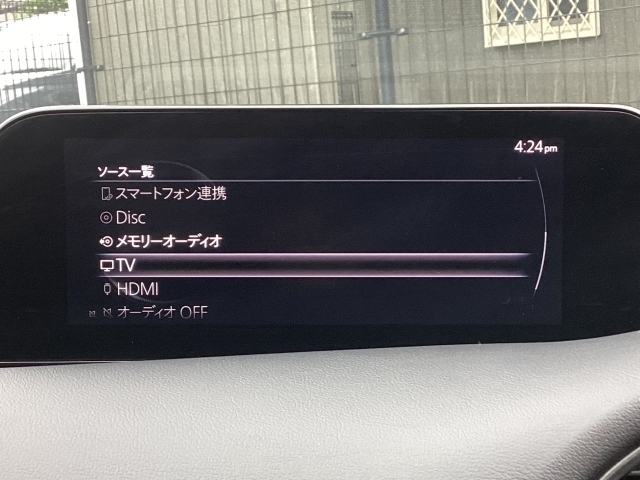 4:24pm
ソース一覧
スマートフォン連携
Disc
メモリーオーディオ
TV
HDMI
オーディオ OFF